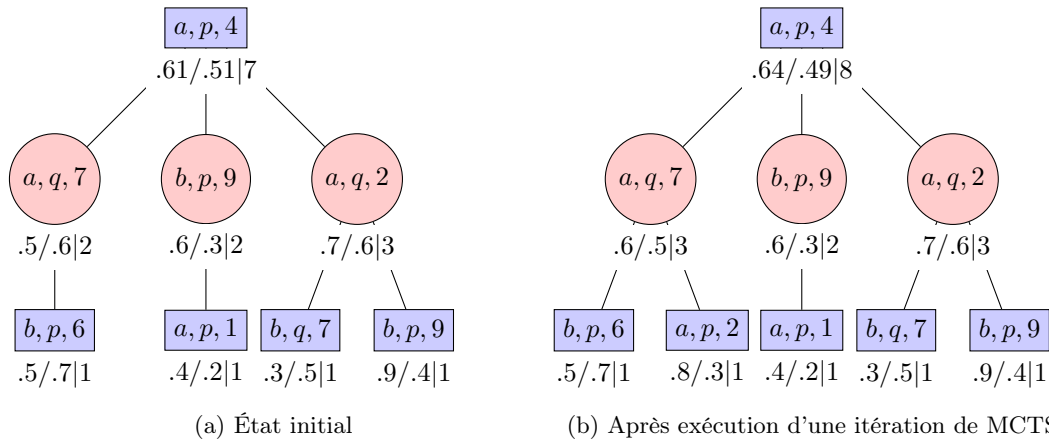 a, p, 4
.61/.51|7
a, q, 7
b, p, 9
a, q, 2
.5/.6|2
.6/.3|2
.7/.6|3
b, p, 6
a, p, 1
b, q, 7
b, p, 9
.5/.7|1
.4/.2|1
.3/.5|1
.9/.4|1
(a) État initial
a, p, 4
.64/.49|8
a, q, 7
b, p, 9
a, q, 2
.6/.5|3
.6/.3|2
.7/.6|3
b, p, 6
a, p, 2
a, p, 1
b, q, 7
b, p, 9
.5/.7|1
.8/.3|1
.4/.2|1
.3/.5|1
.9/.4|1
(b) Après exécution d'une itération de MCTS